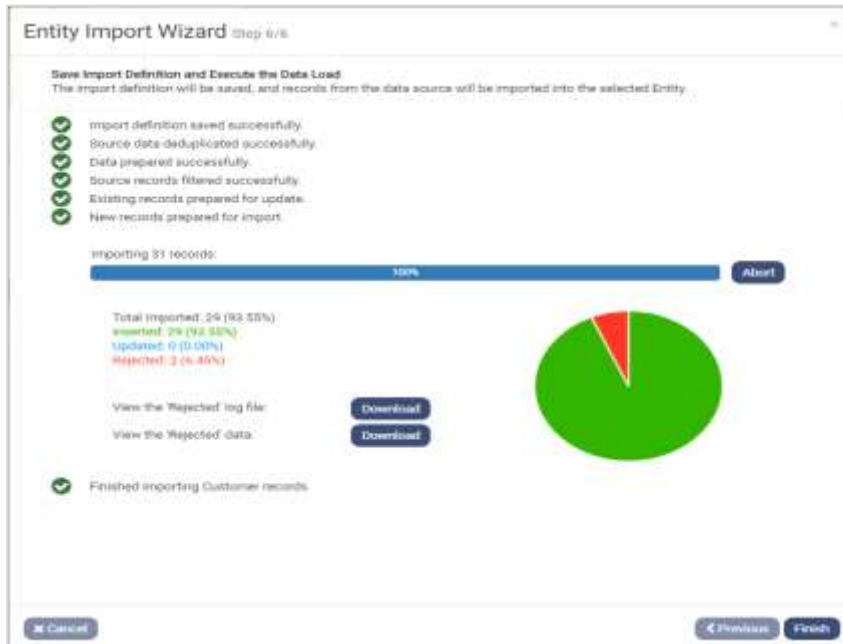 Entity Import Wizard Step 6/6
Save Import Definition and Execute the Data Load
The import definition will be saved, and records from the data source will be imported into the selected Entity.
Import definition saved successfully.
Source data deduplicated successfully.
Data prepared successfully.
Source records filtered successfully.
Existing records prepared for update.
New records prepared for import.
Importing 31 records:
100%
Abort
Total Imported: 29 (93.55%)
Inserted: 29 (93.55%)
Updated: 0 (0.00%)
Rejected: 2 (6.45%)
View the 'Rejected' log file: Download
View the 'Rejected' data: Download
Finished importing Customer records.
Cancel
Previous
Finish